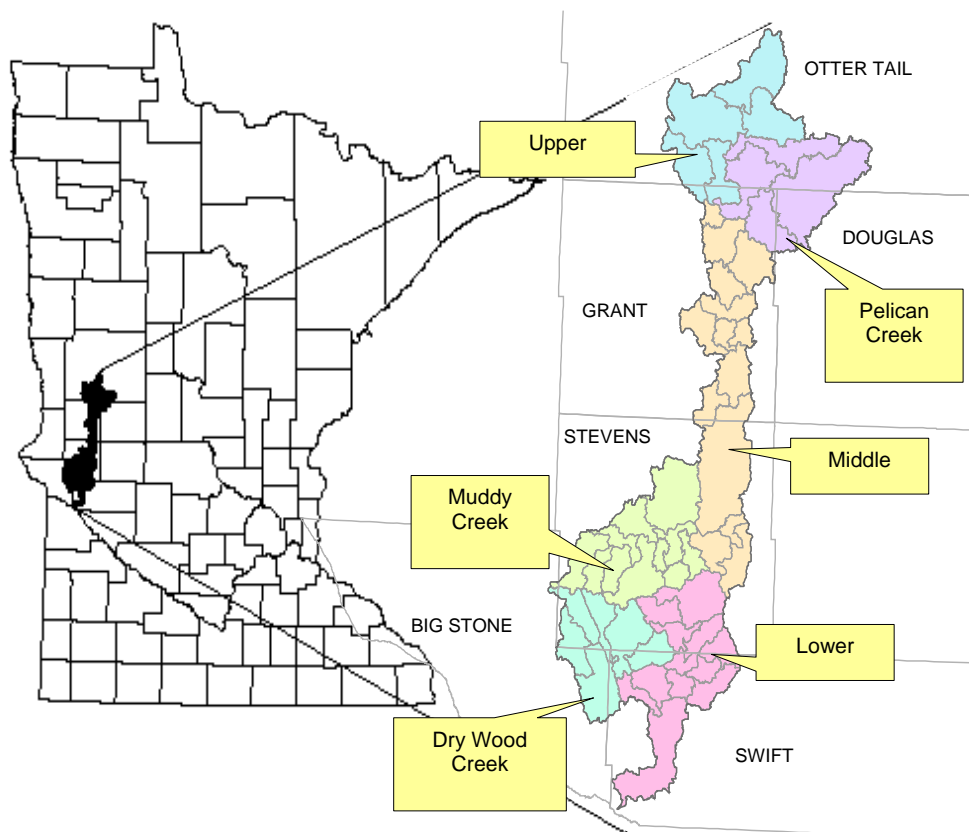 OTTER TAIL
Upper
DOUGLAS
GRANT
Pelican
Creek
STEVENS
Middle
Muddy
Creek
BIG STONE
Lower
Dry Wood
Creek
SWIFT